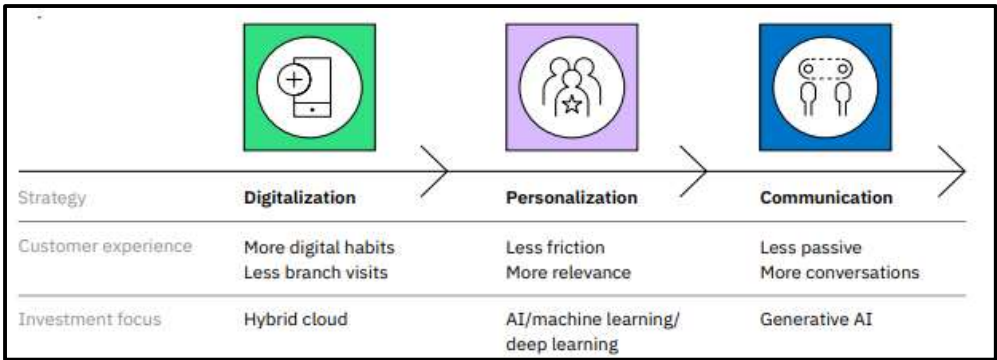 Strategy Digitalization Personalization Communication
Customer experience More digital habits Less friction Less passive
Less branch visits More relevance More conversations
Investment focus Hybrid cloud AI/machine learning/ Generative AI
deep learning